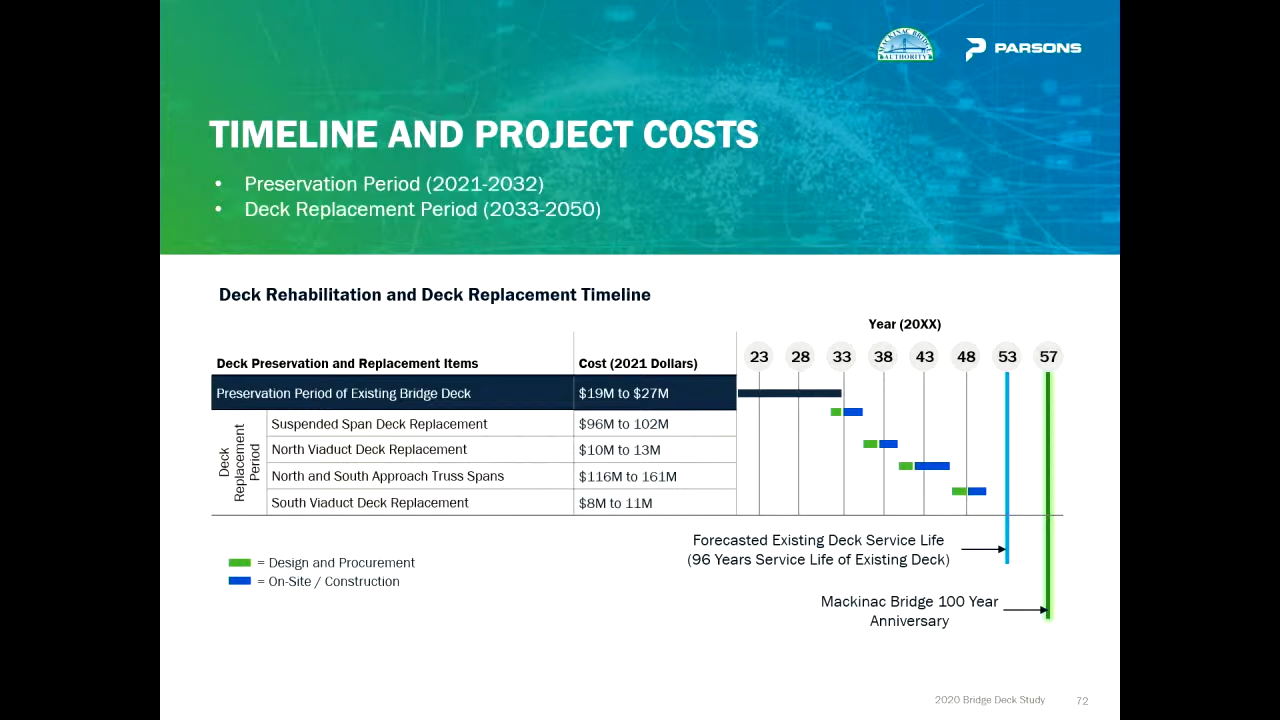 MACKINAC BRIDGE
AUTHORITY
PARSONS
TIMELINE AND PROJECT COSTS
• Preservation Period (2021-2032)
• Deck Replacement Period (2033-2050)
Deck Rehabilitation and Deck Replacement Timeline
Year (20XX)
Deck Preservation and Replacement Items Cost (2021 Dollars) 23 28 33 38 43 48 53 57
Preservation Period of Existing Bridge Deck $19M to $27M
Deck
Replacement
Period
Suspended Span Deck Replacement $96M to 102M
North Viaduct Deck Replacement $10M to 13M
North and South Approach Truss Spans $116M to 161M
South Viaduct Deck Replacement $8M to 11M
Forecasted Existing Deck Service Life
(96 Years Service Life of Existing Deck)
= Design and Procurement
= On-Site / Construction
Mackinac Bridge 100 Year
Anniversary
2020 Bridge Deck Study 72